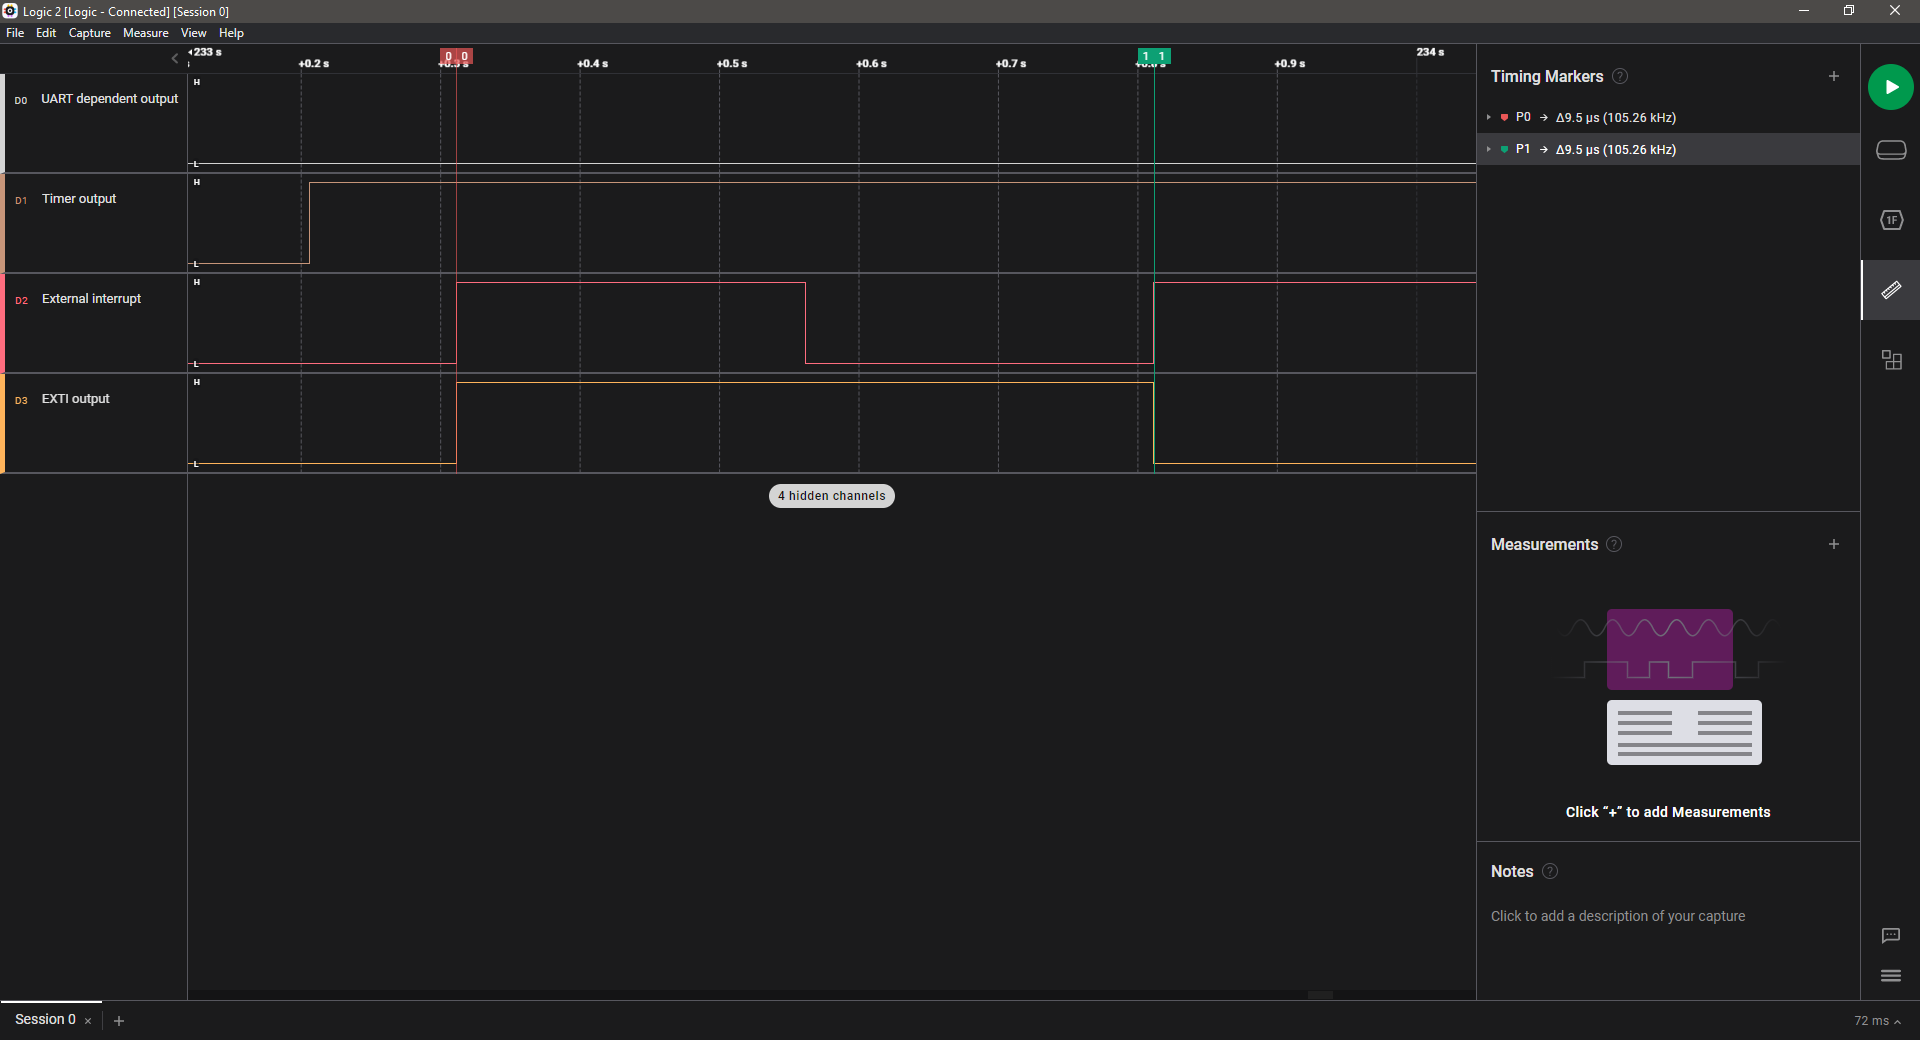 Logic 2 [Logic - Connected] [Session 0]
File Edit Capture Measure View Help
233 s
234 s
+0.2 s
+0.4 s
+0.5 s
+0.6 s
+0.7 s
+0.9 s
0 0
1 1
D0 UART dependent output
H
L
D1 Timer output
H
L
D2 External interrupt
H
L
D3 EXTI output
H
L
4 hidden channels
Timing Markers ?
P0 → Δ9.5 µs (105.26 kHz)
P1 → Δ9.5 µs (105.26 kHz)
1F
Measurements ?
Click “+” to add Measurements
Notes ?
Click to add a description of your capture
Session 0
72 ms